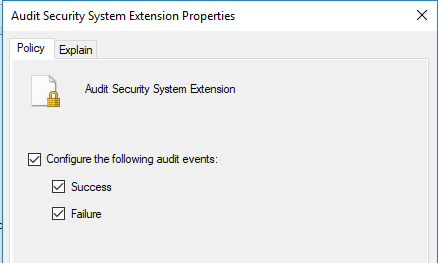 Audit Security System Extension Properties
Policy
Explain
Audit Security System Extension
Configure the following audit events:
Success
Failure